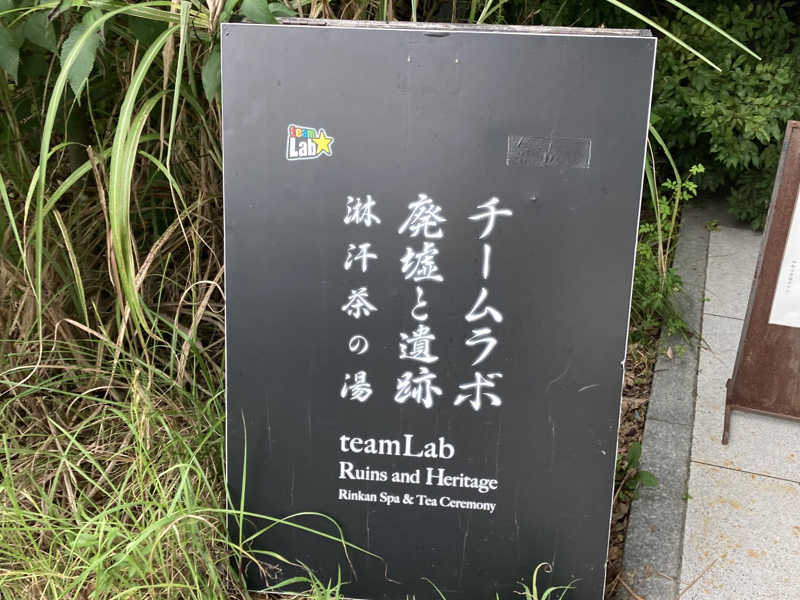 team
Lab
チームラボ
廃墟と遺跡
淋汗茶の湯
teamLab
Ruins and Heritage
Rinkan Spa & Tea Ceremony